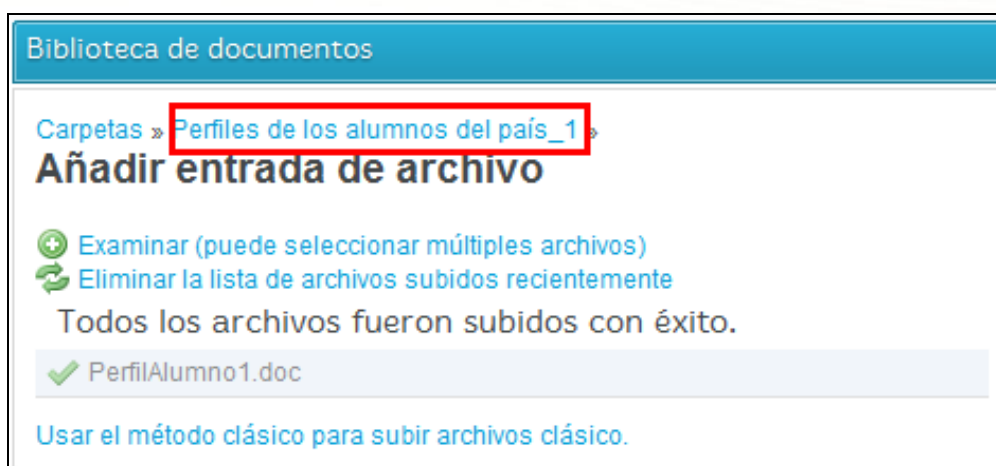 Biblioteca de documentos
Carpetas » Perfiles de los alumnos del país_1 »
Añadir entrada de archivo
Examinar (puede seleccionar múltiples archivos)
Eliminar la lista de archivos subidos recientemente
Todos los archivos fueron subidos con éxito.
PerfilAlumno1.doc
Usar el método clásico para subir archivos clásico.